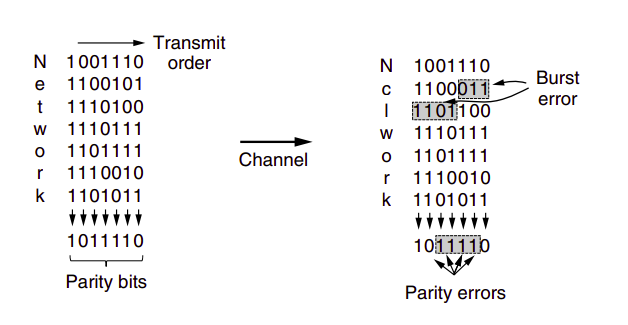 Transmit
order
N 1001110
e 1100101
t 1110100
w 1110111
o 1101111
r 1110010
k 1101011
1011110
Parity bits
Channel
N 1001110
c 1100011
l 1101100
w 1110111
o 1101111
r 1110010
k 1101011
1011110
Parity errors
Burst
error